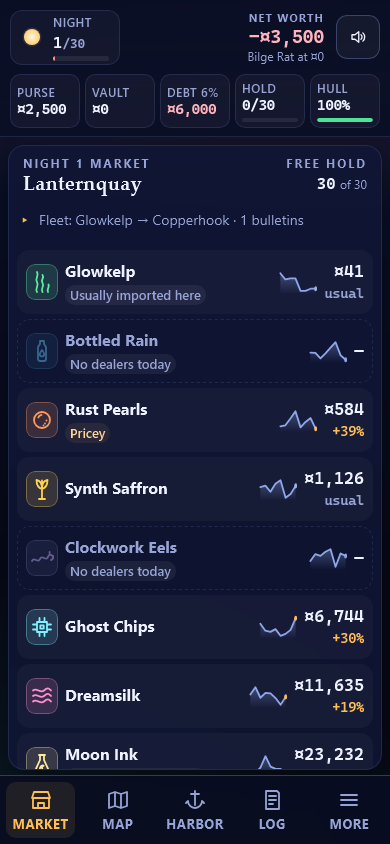 NIGHT
1/30
NET WORTH
−¤3,500
Bilge Rat at ¤0
PURSE
¤2,500
VAULT
¤0
DEBT 6%
¤6,000
HOLD
0/30
HULL
100%
NIGHT 1 MARKET
Lanternquay
FREE HOLD
30 of 30
▸ Fleet: Glowkelp → Copperhook · 1 bulletins
Glowkelp
Usually imported here
¤41
usual
Bottled Rain
No dealers today
—
Rust Pearls
Pricey
¤584
+39%
Synth Saffron
¤1,126
usual
Clockwork Eels
No dealers today
—
Ghost Chips
¤6,744
+30%
Dreamsilk
¤11,635
+19%
Moon Ink
¤23,232
MARKET
MAP
HARBOR
LOG
MORE